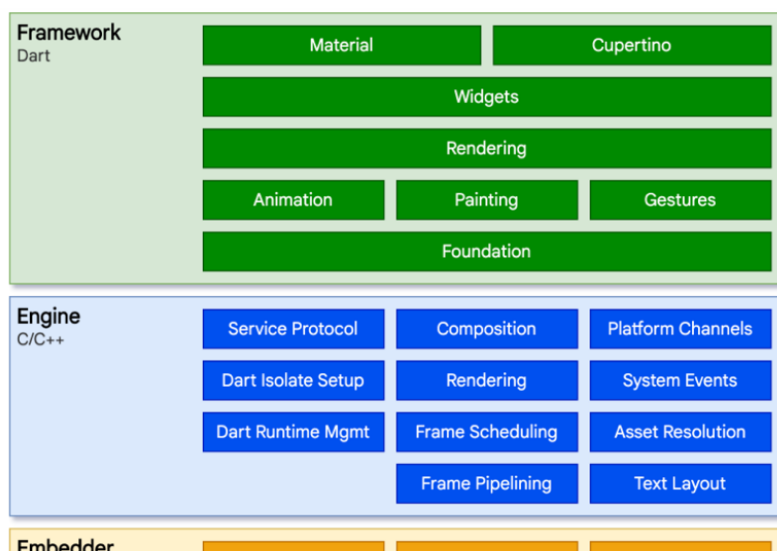 Framework
Dart
Material
Cupertino
Widgets
Rendering
Animation
Painting
Gestures
Foundation
Engine
C/C++
Service Protocol
Composition
Platform Channels
Dart Isolate Setup
Rendering
System Events
Dart Runtime Mgmt
Frame Scheduling
Asset Resolution
Frame Pipelining
Text Layout
Embedder